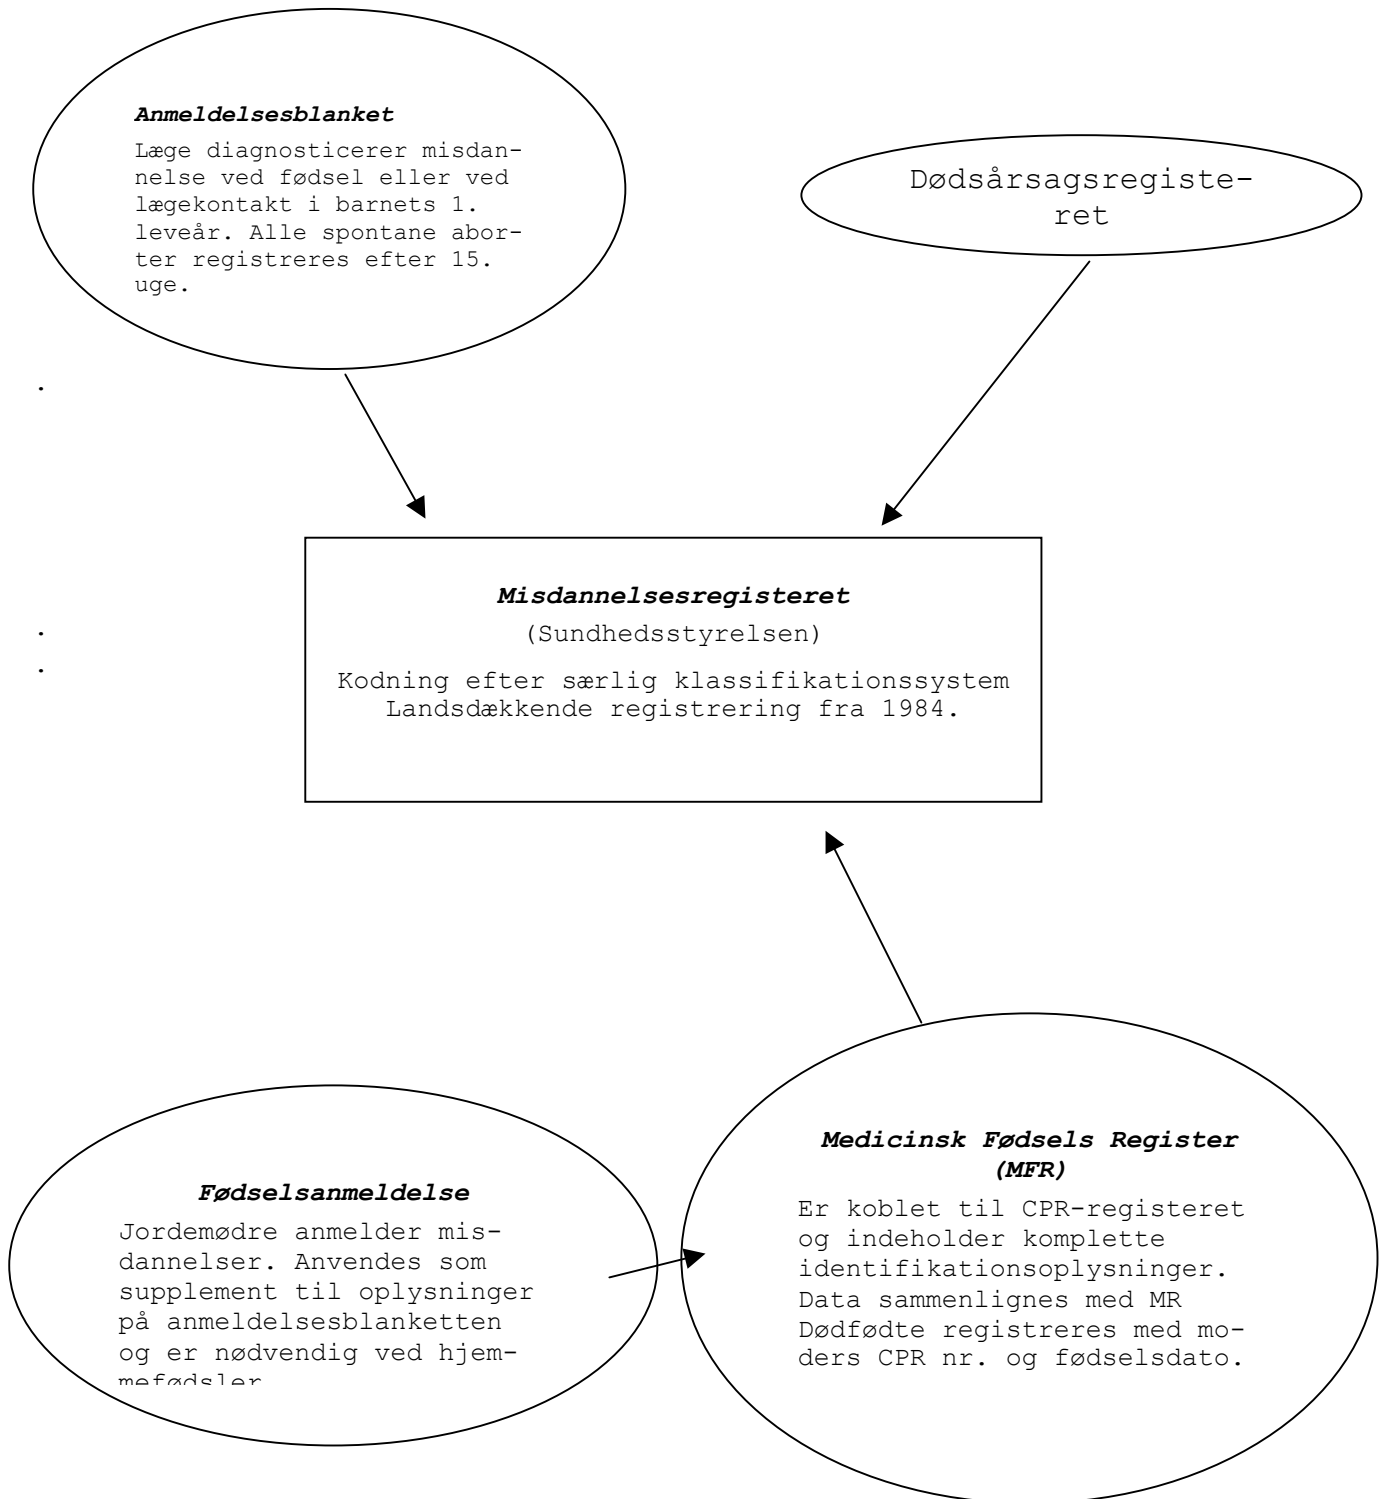 Anmeldelsesblanket
Læge diagnosticerer misdan-
nelse ved fødsel eller ved
lægekontakt i barnets 1.
leveår. Alle spontane abor-
ter registreres efter 15.
uge.
Dødsårsagsregiste-
ret
.
Misdannelsesregisteret
(Sundhedsstyrelsen)
Kodning efter særlig klassifikationssystem
Landsdækkende registrering fra 1984.
.
.
Fødselsanmeldelse
Jordemødre anmelder mis-
dannelser. Anvendes som
supplement til oplysninger
på anmeldelsesblanketten
og er nødvendig ved hjem-
mefødsler
Medicinsk Fødsels Register
(MFR)
Er koblet til CPR-registeret
og indeholder komplette
identifikationsoplysninger.
Data sammenlignes med MR
Dødfødte registreres med mo-
ders CPR nr. og fødselsdato.